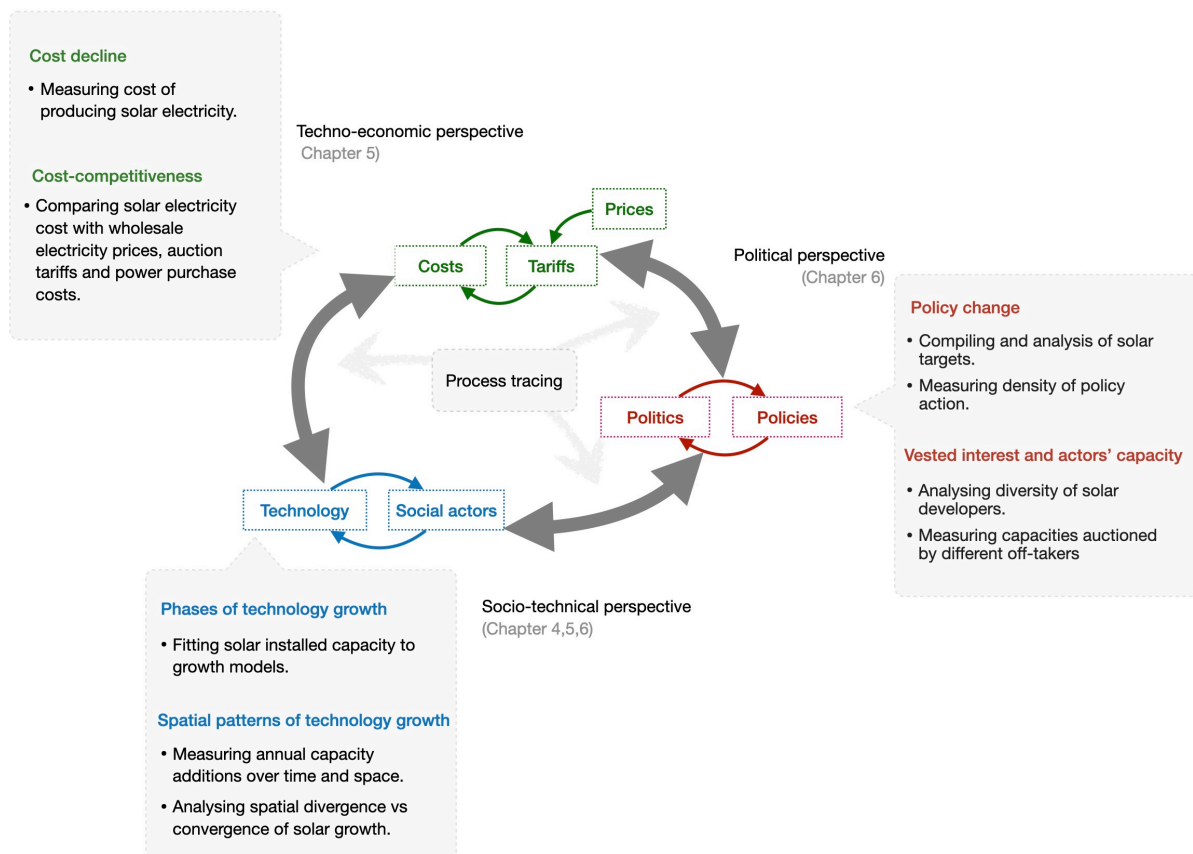 Cost decline
• Measuring cost of
producing solar electricity.
Cost-competitiveness
• Comparing solar electricity
cost with wholesale
electricity prices, auction
tariffs and power purchase
costs.
Techno-economic perspective
Chapter 5)
Prices
Costs
Tariffs
Political perspective
(Chapter 6)
Process tracing
Politics
Policies
Policy change
• Compiling and analysis of solar
targets.
• Measuring density of policy
action.
Vested interest and actors’ capacity
• Analysing diversity of solar
developers.
• Measuring capacities auctioned
by different off-takers
Technology
Social actors
Socio-technical perspective
(Chapter 4,5,6)
Phases of technology growth
• Fitting solar installed capacity to
growth models.
Spatial patterns of technology growth
• Measuring annual capacity
additions over time and space.
• Analysing spatial divergence vs
convergence of solar growth.